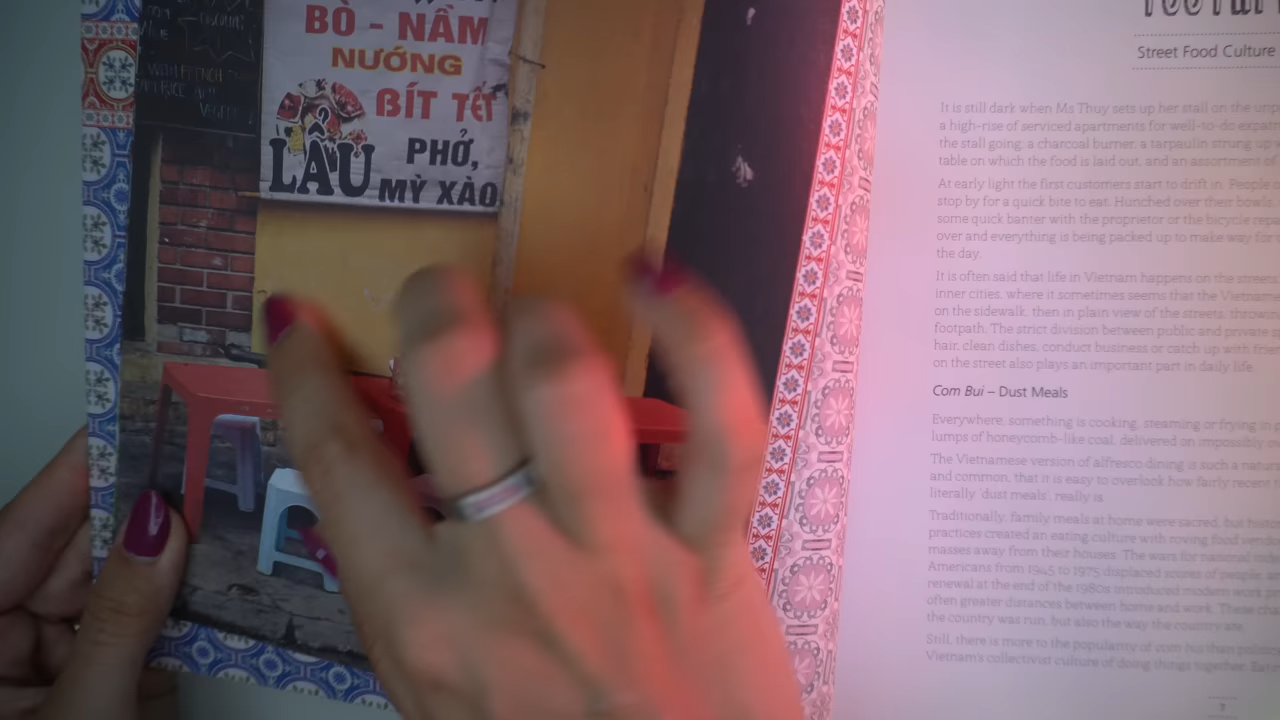 BÒ - NẦM
NƯỚNG
BÍT TẾT
LẨU
PHỞ,
MỲ XÀO
WITH FRENCH
RICE
VEGET
Street Food Culture
It is still dark when Ms Thuy sets up her stall on the
a high-rise of serviced apartments for well-to-do
the stall going; a charcoal burner, a tarpaulin strung up
table on which the food is laid out, and an assortment of
At early light the first customers start to drift in. People
stop by for a quick bite to eat. Hunched over their bowls,
some quick banter with the proprietor or the bicycle
over and everything is being packed up to make way for
the day.
It is often said that life in Vietnam happens on the
inner cities, where it sometimes seems that the
on the sidewalk, then in plain view of the streets,
footpath. The strict division between public and private
hair, clean dishes, conduct business or catch up with
on the street also plays an important part in daily life.
Com Bui – Dust Meals
Everywhere, something is cooking, steaming or frying in
lumps of honeycomb-like coal, delivered on
The Vietnamese version of alfresco dining is such a
and common, that it is easy to overlook how fairly recent
literally 'dust meals', really is.
Traditionally, family meals at home were sacred, but
practices created an eating culture with roving food
masses away from their houses. The wars for national
Americans from 1945 to 1975 displaced scores of people,
renewal at the end of the 1980s introduced modern work
often greater distances between home and work. These
the country was run, but also the way the country ate.
Still, there is more to the popularity of com bui than
Vietnam's collectivist culture of doing things together. Eat
7